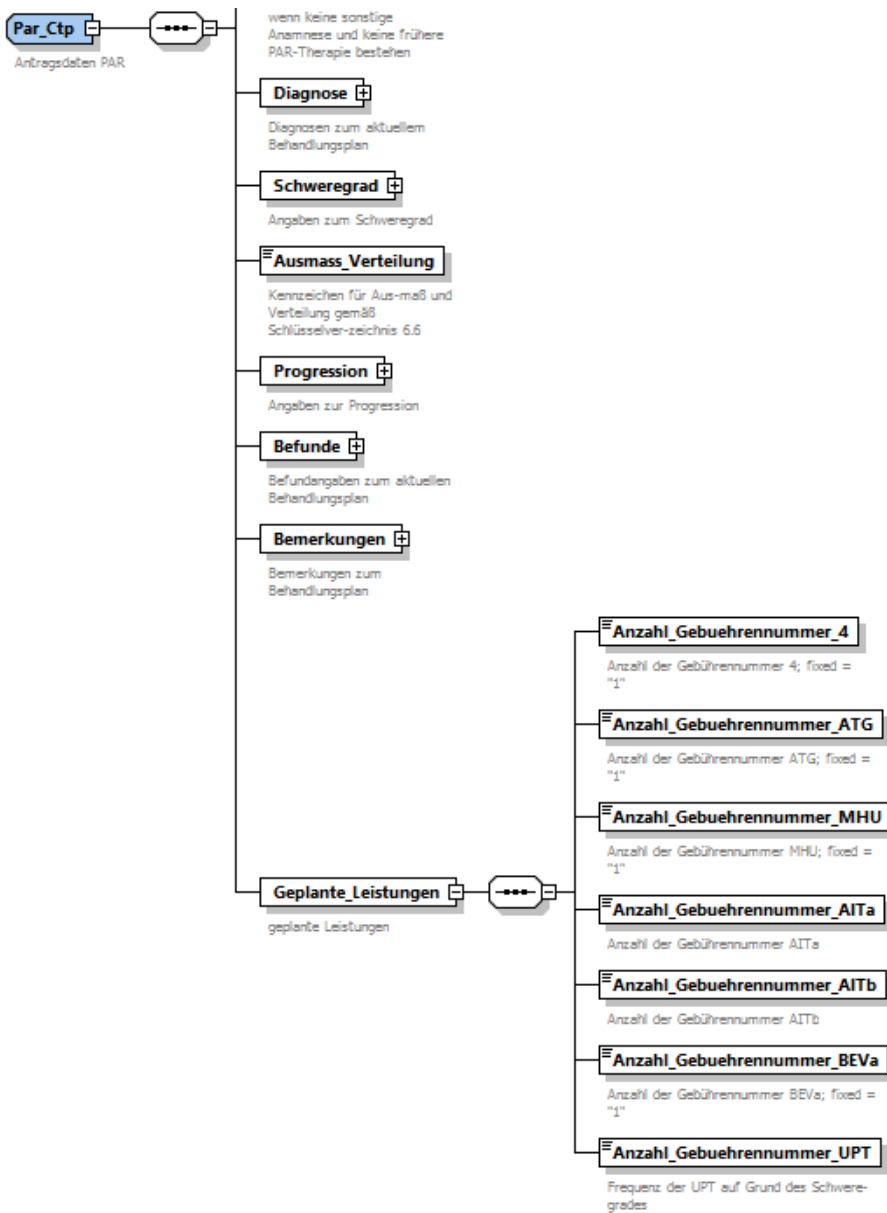 Par_Ctp
Antragsdaten PAR
wenn keine sonstige
Anamnese und keine frühere
PAR-Therapie bestehen
Diagnose
Diagnosen zum aktuellem
Behandlungsplan
Schweregrad
Angaben zum Schweregrad
Ausmass_Verteilung
Kennzeichen für Aus-maß und
Verteilung gemäß
Schlüsselver-zeichnis 6.6
Progression
Angaben zur Progression
Befunde
Befundangaben zum aktuellen
Behandlungsplan
Bemerkungen
Bemerkungen zum
Behandlungsplan
Geplante_Leistungen
geplante Leistungen
Anzahl_Gebuehrennummer_4
Anzahl der Gebührennummer 4; fixed =
"1"
Anzahl_Gebuehrennummer_ATG
Anzahl der Gebührennummer ATG; fixed =
"1"
Anzahl_Gebuehrennummer_MHU
Anzahl der Gebührennummer MHU; fixed =
"1"
Anzahl_Gebuehrennummer_AITa
Anzahl der Gebührennummer AITa
Anzahl_Gebuehrennummer_AITb
Anzahl der Gebührennummer AITb
Anzahl_Gebuehrennummer_BEVa
Anzahl der Gebührennummer BEVa; fixed =
"1"
Anzahl_Gebuehrennummer_UPT
Frequenz der UPT auf Grund des Schwere-
grades